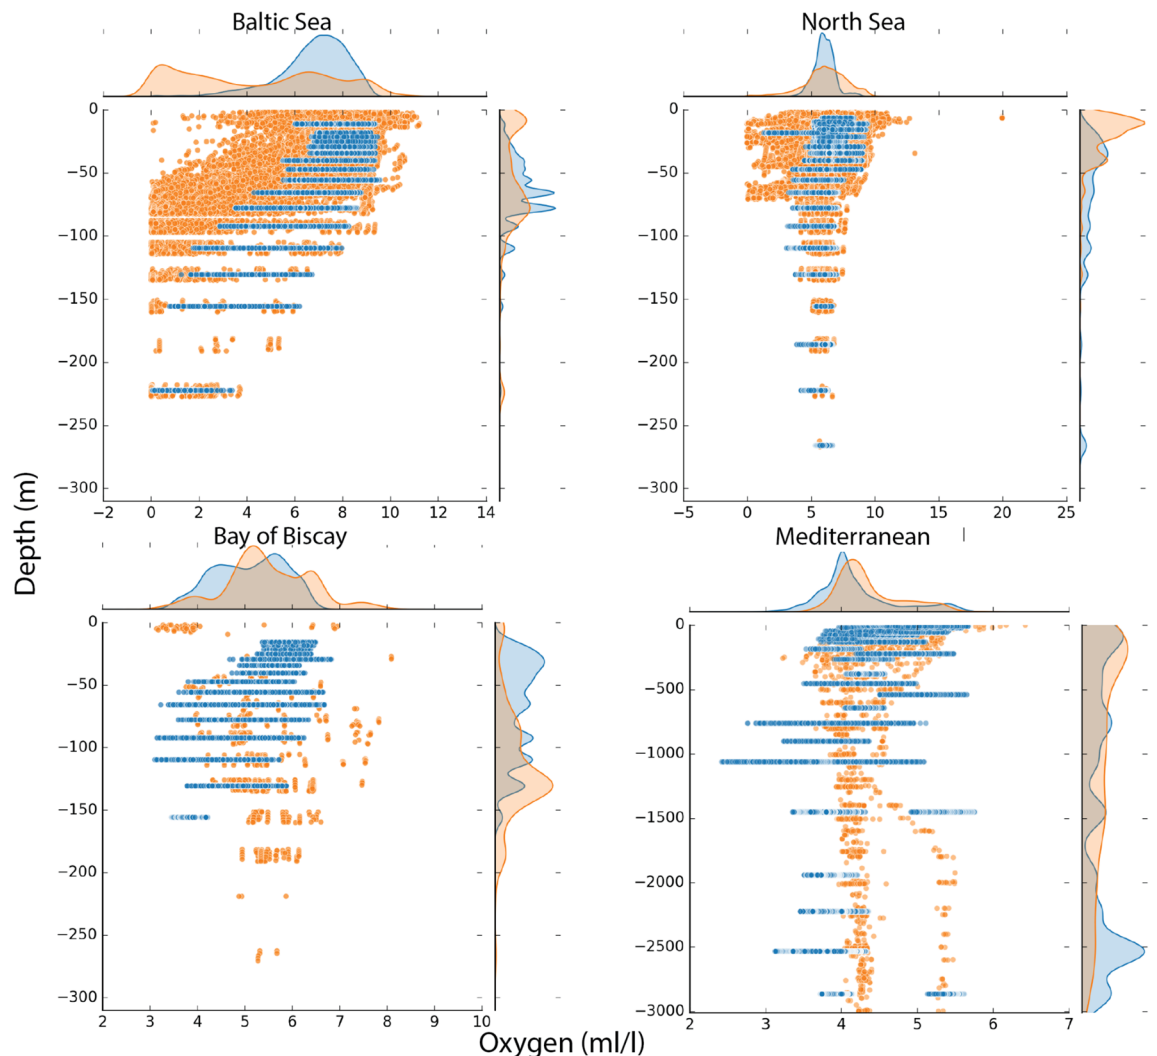 Baltic Sea North Sea
0 0
−50 −50
−100 −100
−150 −150
−200 −200
−250 −250
−300 −300
−2 0 2 4 6 8 10 12 14 −5 0 5 10 15 20 25
Depth (m)
Bay of Biscay Mediterranean
0 0
−50 −500
−100 −1000
−150 −1500
−200 −2000
−250 −2500
−300 −3000
2 3 4 5 6 7 8 9 10 2 3 4 5 6 7
Oxygen (ml/l)